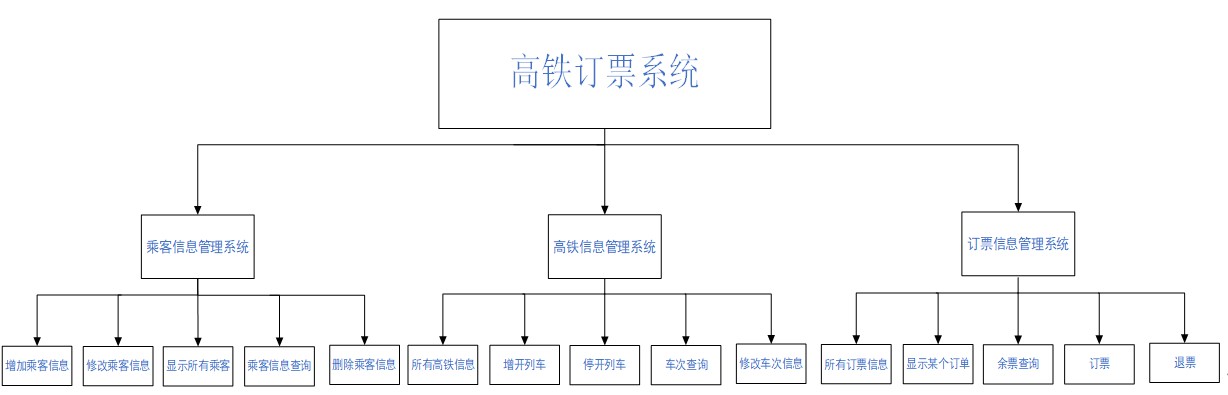 高铁订票系统
乘客信息管理系统
高铁信息管理系统
订票信息管理系统
增加乘客信息
修改乘客信息
显示所有乘客
乘客信息查询
删除乘客信息
所有高铁信息
增开列车
停开列车
车次查询
修改车次信息
所有订票信息
显示某个订单
余票查询
订票
退票